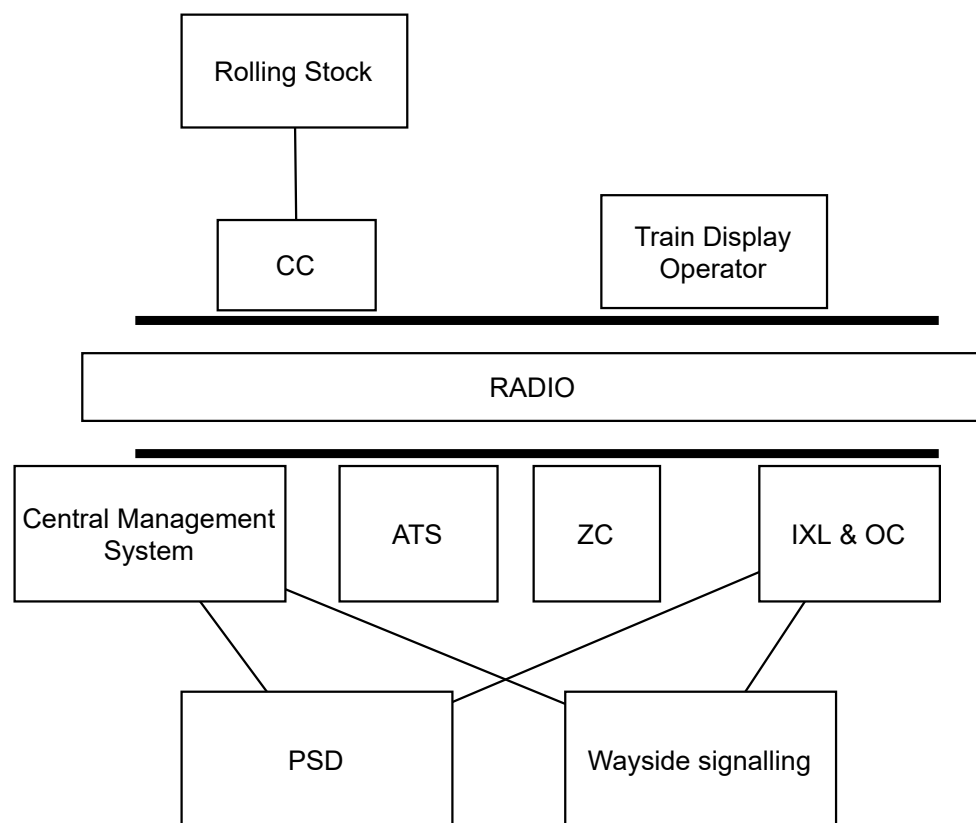 Rolling Stock
CC
Train Display
Operator
RADIO
Central Management
System
ATS
ZC
IXL & OC
PSD
Wayside signalling